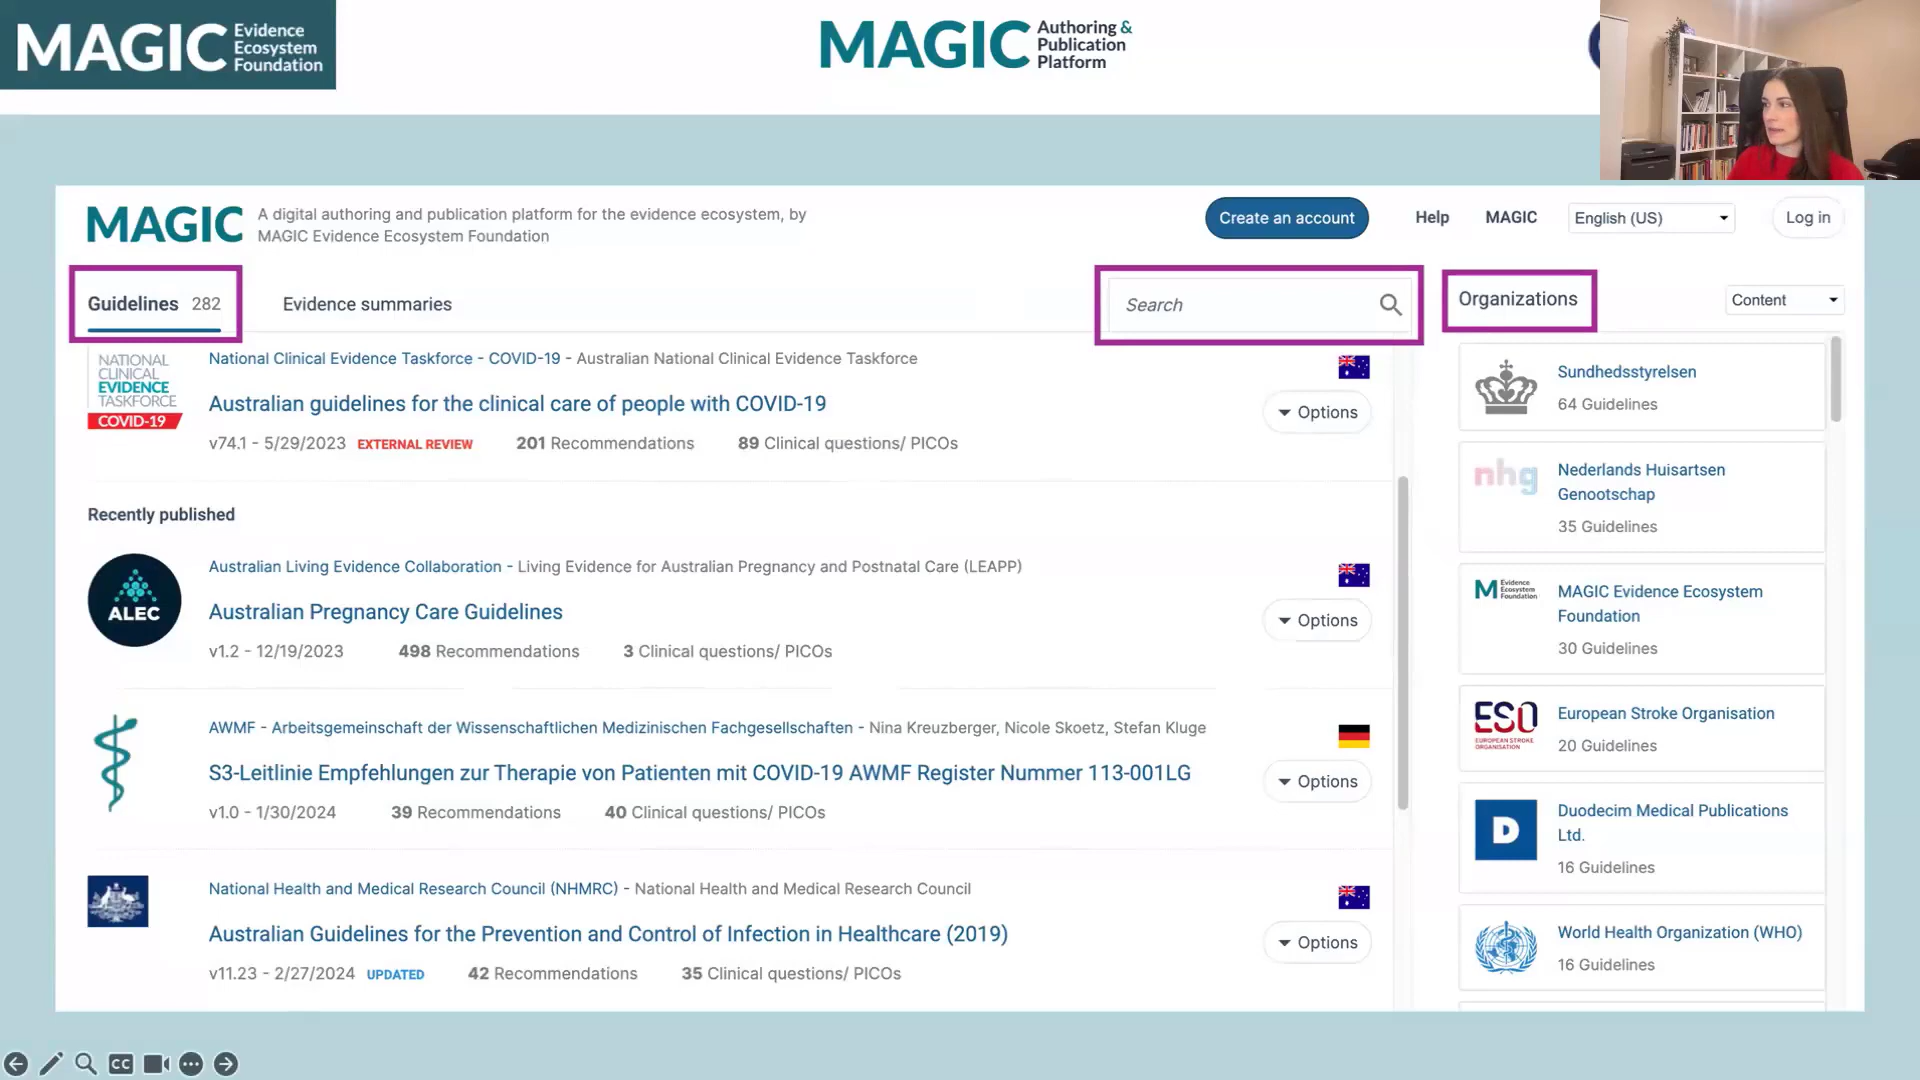 MAGIC Evidence
Ecosystem
Foundation
MAGIC Authoring &
Publication
Platform
MAGIC A digital authoring and publication platform for the evidence ecosystem, by
MAGIC Evidence Ecosystem Foundation
Create an account
Help
MAGIC
English (US)
Log in
Guidelines 282
Evidence summaries
Search
Organizations
Content
NATIONAL
CLINICAL
EVIDENCE
TASKFORCE
COVID-19
National Clinical Evidence Taskforce - COVID-19 - Australian National Clinical Evidence Taskforce
Australian guidelines for the clinical care of people with COVID-19
Options
v74.1 - 5/29/2023 EXTERNAL REVIEW 201 Recommendations 89 Clinical questions/ PICOs
Recently published
ALEC
Australian Living Evidence Collaboration - Living Evidence for Australian Pregnancy and Postnatal Care (LEAPP)
Australian Pregnancy Care Guidelines
Options
v1.2 - 12/19/2023 498 Recommendations 3 Clinical questions/ PICOs
AWMF - Arbeitsgemeinschaft der Wissenschaftlichen Medizinischen Fachgesellschaften - Nina Kreuzberger, Nicole Skoetz, Stefan Kluge
S3-Leitlinie Empfehlungen zur Therapie von Patienten mit COVID-19 AWMF Register Nummer 113-001LG
Options
v1.0 - 1/30/2024 39 Recommendations 40 Clinical questions/ PICOs
National Health and Medical Research Council (NHMRC) - National Health and Medical Research Council
Australian Guidelines for the Prevention and Control of Infection in Healthcare (2019)
Options
v11.23 - 2/27/2024 UPDATED 42 Recommendations 35 Clinical questions/ PICOs
Sundhedsstyrelsen
64 Guidelines
nhg
Nederlands Huisartsen
Genootschap
35 Guidelines
M Evidence
Ecosystem
Foundation
MAGIC Evidence Ecosystem
Foundation
30 Guidelines
ESO
EUROPEAN STROKE
ORGANISATION
European Stroke Organisation
20 Guidelines
D
Duodecim Medical Publications
Ltd.
16 Guidelines
World Health Organization (WHO)
16 Guidelines
CC